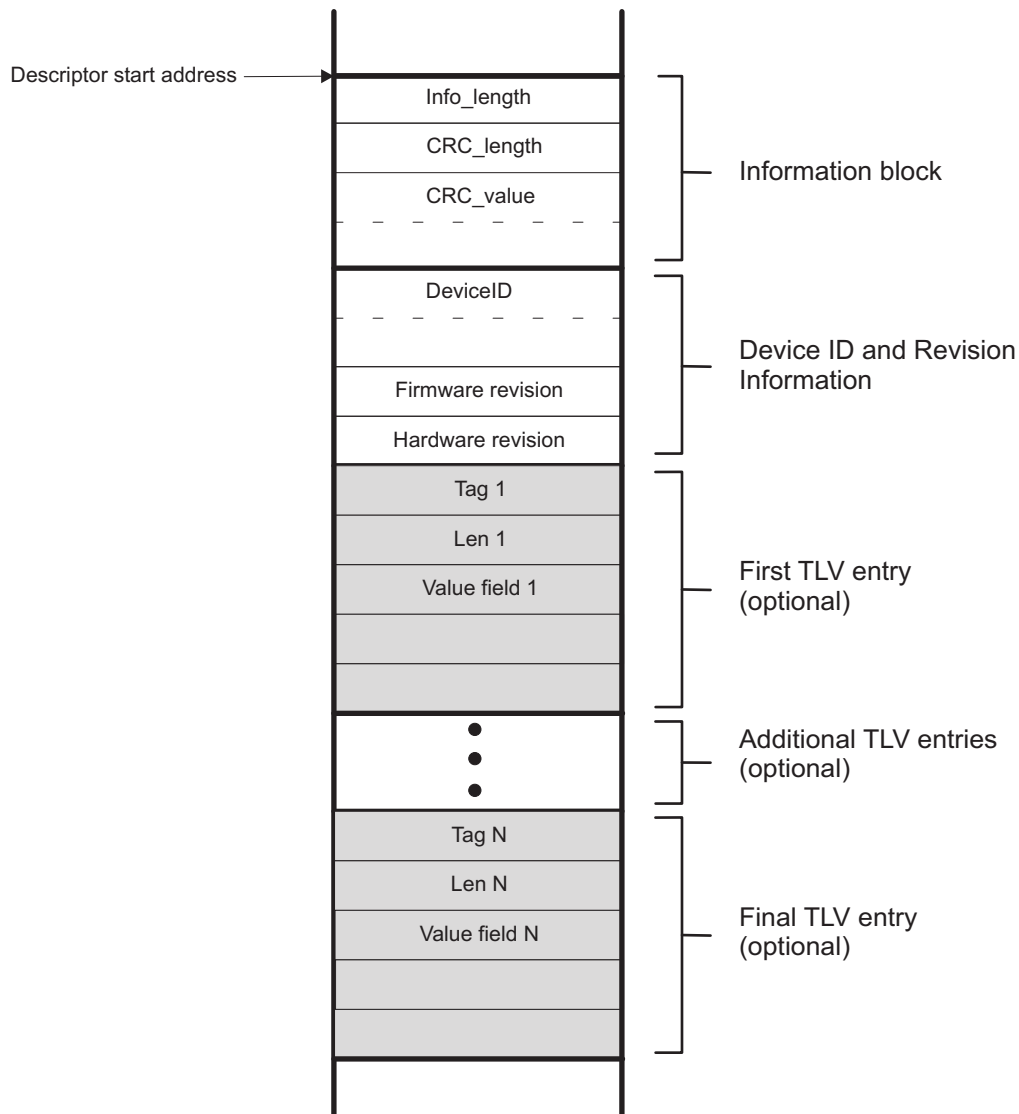 Descriptor start address
Info_length
CRC_length
CRC_value
Information block
DeviceID
Firmware revision
Hardware revision
Device ID and Revision
Information
Tag 1
Len 1
Value field 1
First TLV entry
(optional)
Additional TLV entries
(optional)
Tag N
Len N
Value field N
Final TLV entry
(optional)